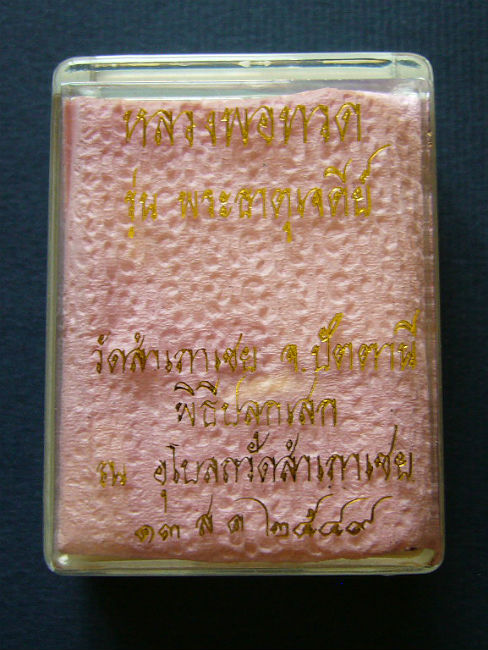 หลวงพ่อทวด
รุ่น พระธาตุเจดีย์
วัดสำเภาเชย จ.ปัตตานี
พิธีปลุกเสก
ณ อุโบสถวัดสำเภาเชย
๑๓ ส ค ๒๕๔๙